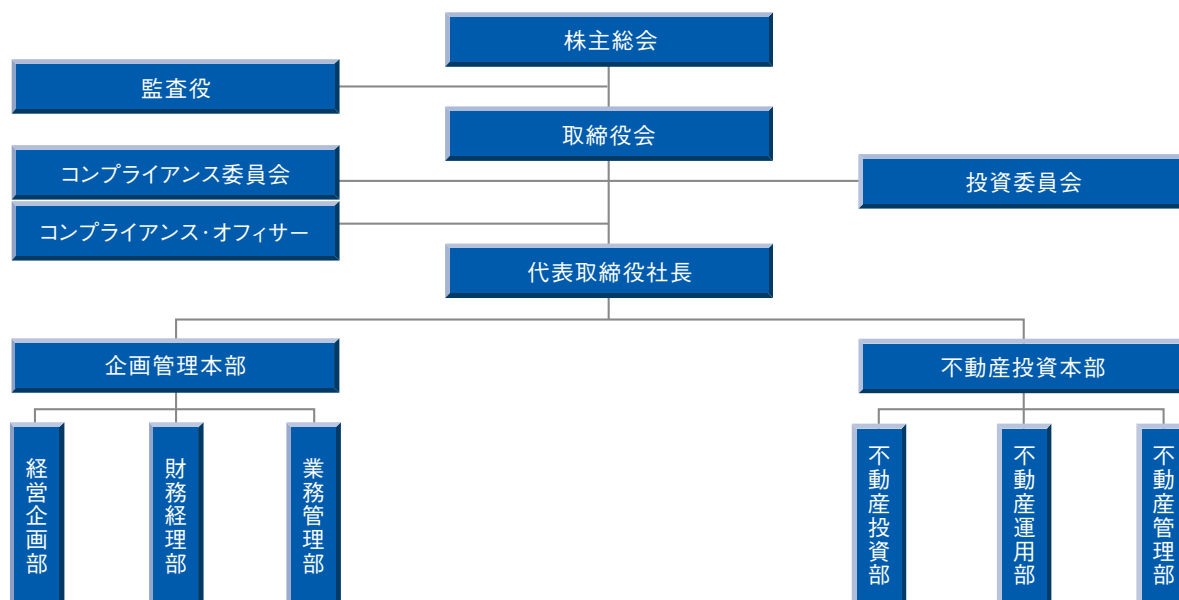 株主総会
監査役
取締役会
コンプライアンス委員会
投資委員会
コンプライアンス・オフィサー
代表取締役社長
企画管理本部
不動産投資本部
経営企画部
財務経理部
業務管理部
不動産投資部
不動産運用部
不動産管理部